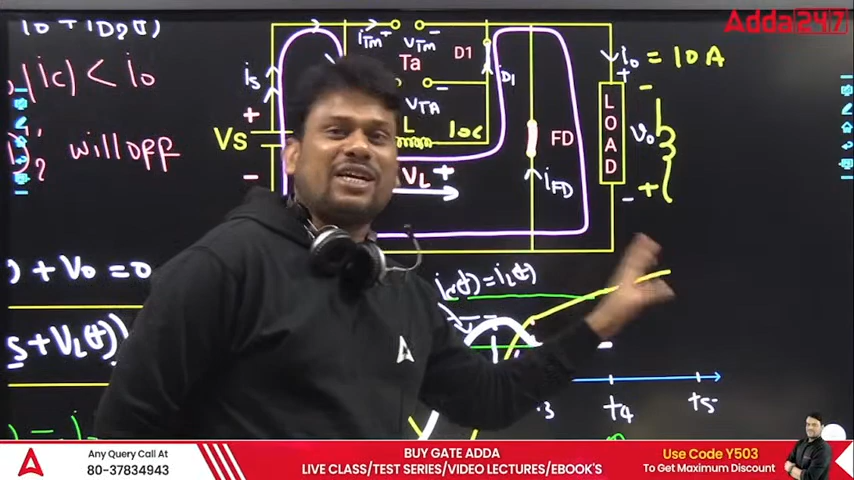 io + iD2(t)
Adda247
iTm
+
VTm
-
Ta
D1
iD1
io = 10A
is
/ic) < io
+
Vs
-
-
VTA
L
ioc
FD
LOAD
+
-
Vo
-
+
D2' will off
VL +
iFD
) + Vo = 0
ic(t) = iL(t)
s + VL(t)
t4
t5
Any Query Call At
80-37834943
BUY GATE ADDA
LIVE CLASS/TEST SERIES/VIDEO LECTURES/EBOOK'S
Use Code Y503
To Get Maximum Discount